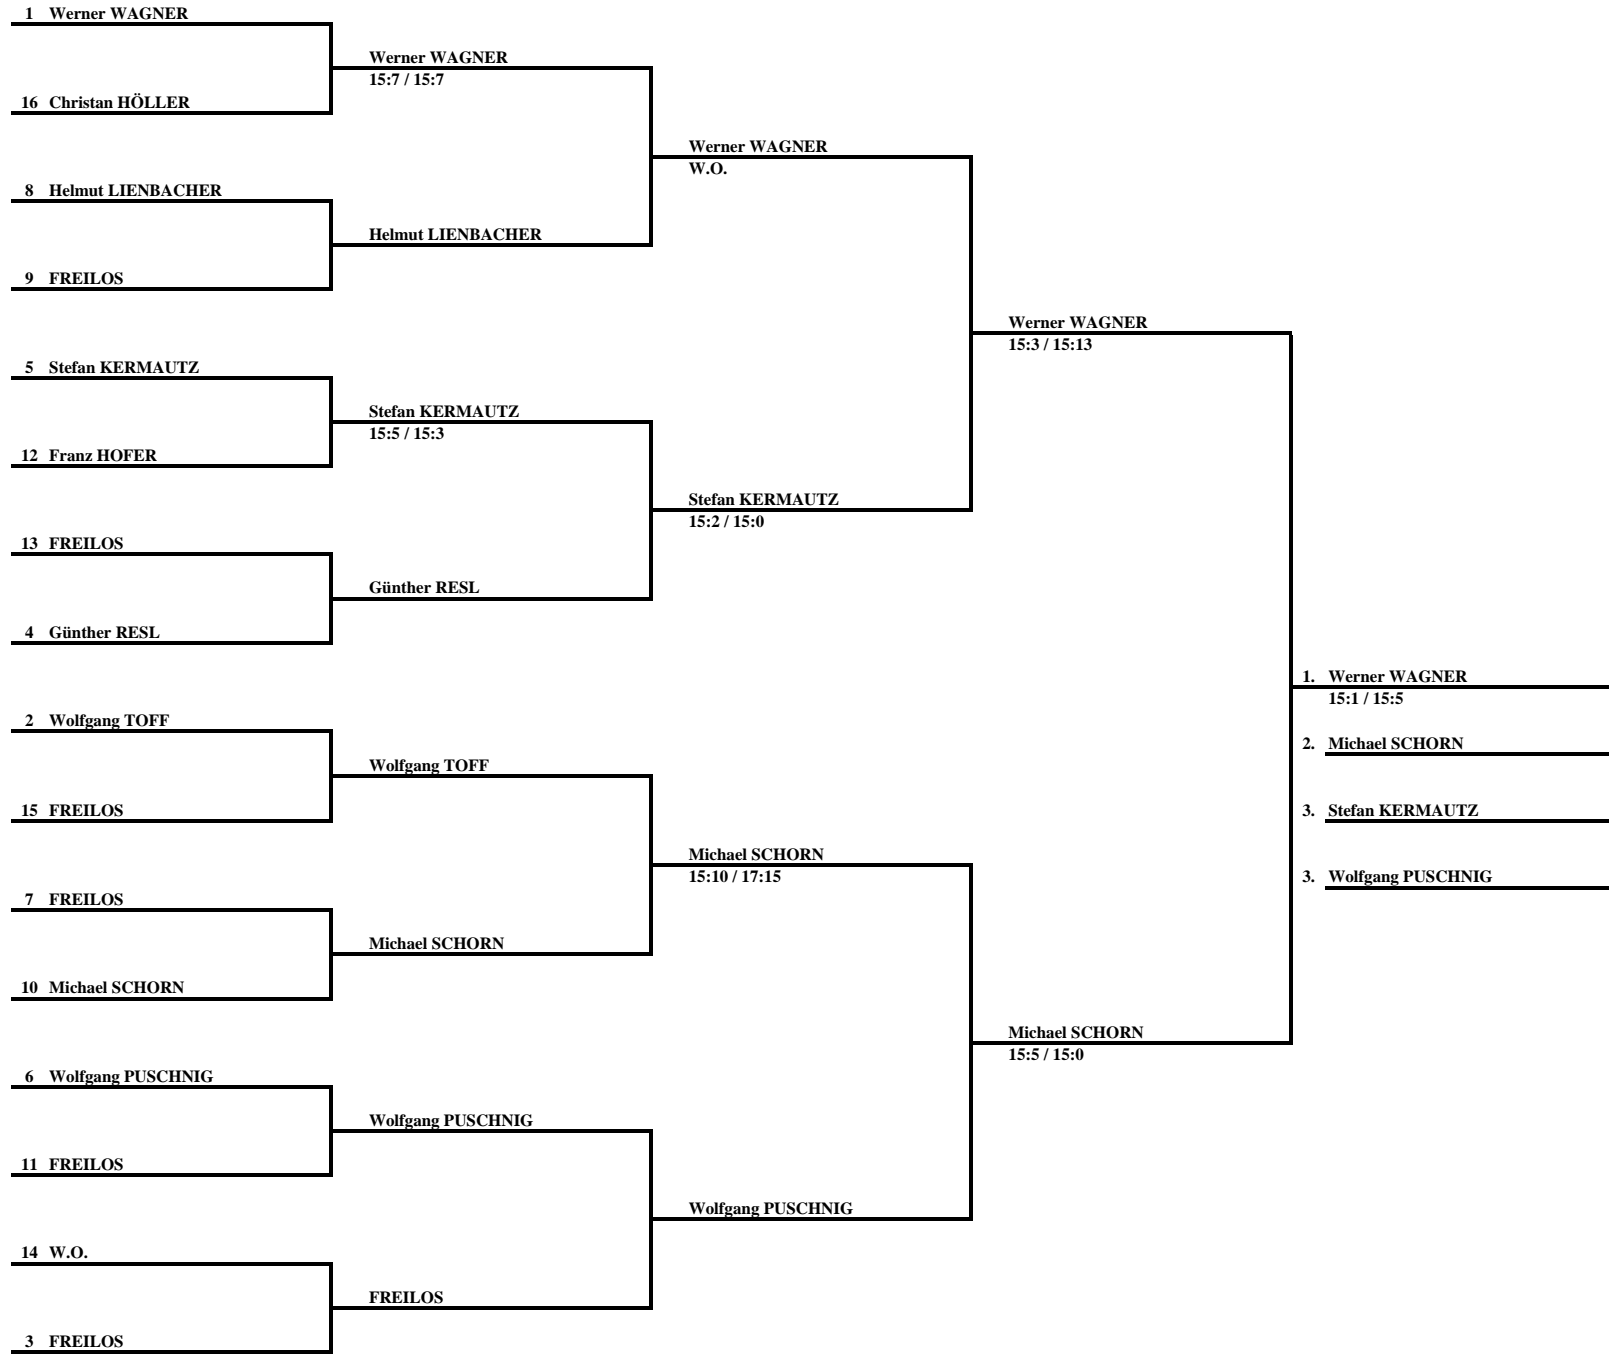 1 Werner WAGNER
Werner WAGNER
15:7 / 15:7
16 Christan HÖLLER
Werner WAGNER
W.O.
8 Helmut LIENBACHER
Helmut LIENBACHER
9 FREILOS
Werner WAGNER
15:3 / 15:13
5 Stefan KERMAUTZ
Stefan KERMAUTZ
15:5 / 15:3
12 Franz HOFER
Stefan KERMAUTZ
15:2 / 15:0
13 FREILOS
Günther RESL
4 Günther RESL
1. Werner WAGNER
15:1 / 15:5
2 Wolfgang TOFF
2. Michael SCHORN
Wolfgang TOFF
15 FREILOS
3. Stefan KERMAUTZ
Michael SCHORN
15:10 / 17:15
3. Wolfgang PUSCHNIG
7 FREILOS
Michael SCHORN
10 Michael SCHORN
Michael SCHORN
15:5 / 15:0
6 Wolfgang PUSCHNIG
Wolfgang PUSCHNIG
11 FREILOS
Wolfgang PUSCHNIG
14 W.O.
FREILOS
3 FREILOS